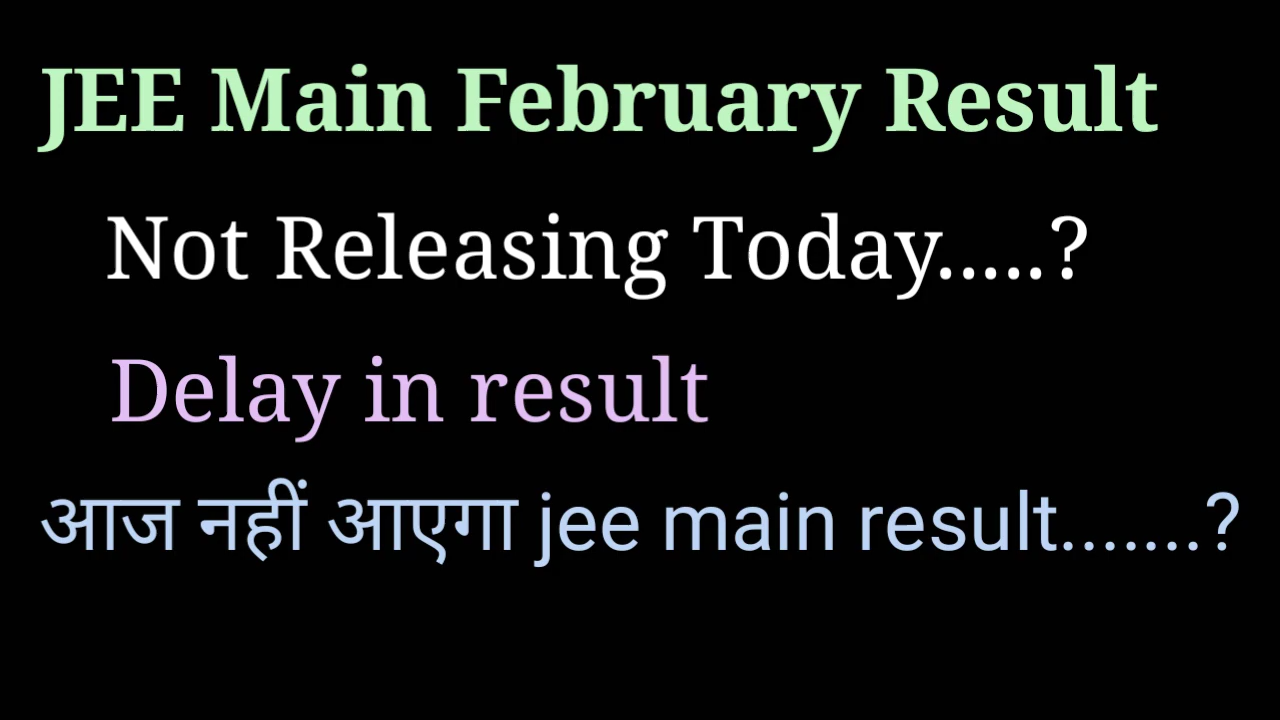 JEE Main February Result
Not Releasing Today.....?
Delay in result
आज नहीं आएगा jee main result.......?